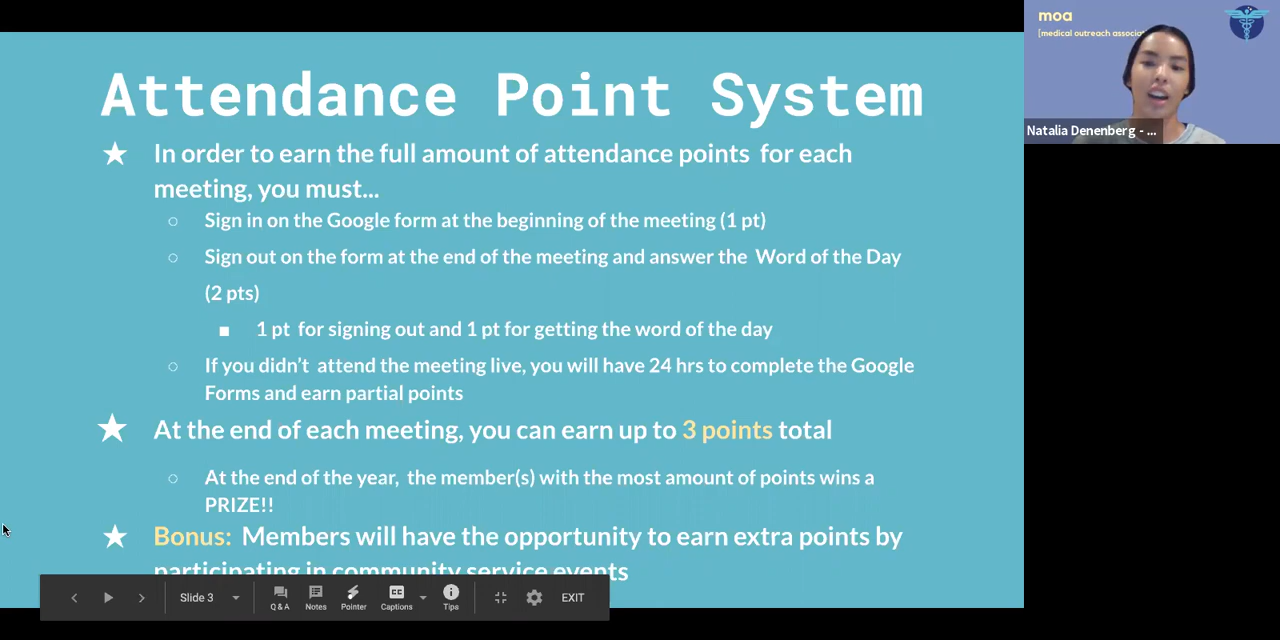 Attendance Point System
★ In order to earn the full amount of attendance points for each
meeting, you must...
○ Sign in on the Google form at the beginning of the meeting (1 pt)
○ Sign out on the form at the end of the meeting and answer the Word of the Day
(2 pts)
■ 1 pt for signing out and 1 pt for getting the word of the day
○ If you didn’t attend the meeting live, you will have 24 hrs to complete the Google
Forms and earn partial points
★ At the end of each meeting, you can earn up to 3 points total
○ At the end of the year, the member(s) with the most amount of points wins a
PRIZE!!
★ Bonus: Members will have the opportunity to earn extra points by
participating in community service events
Slide 3
Q & A
Notes
Pointer
CC
Captions
Tips
EXIT
moa
[medical outreach
Natalia Denenberg - ...